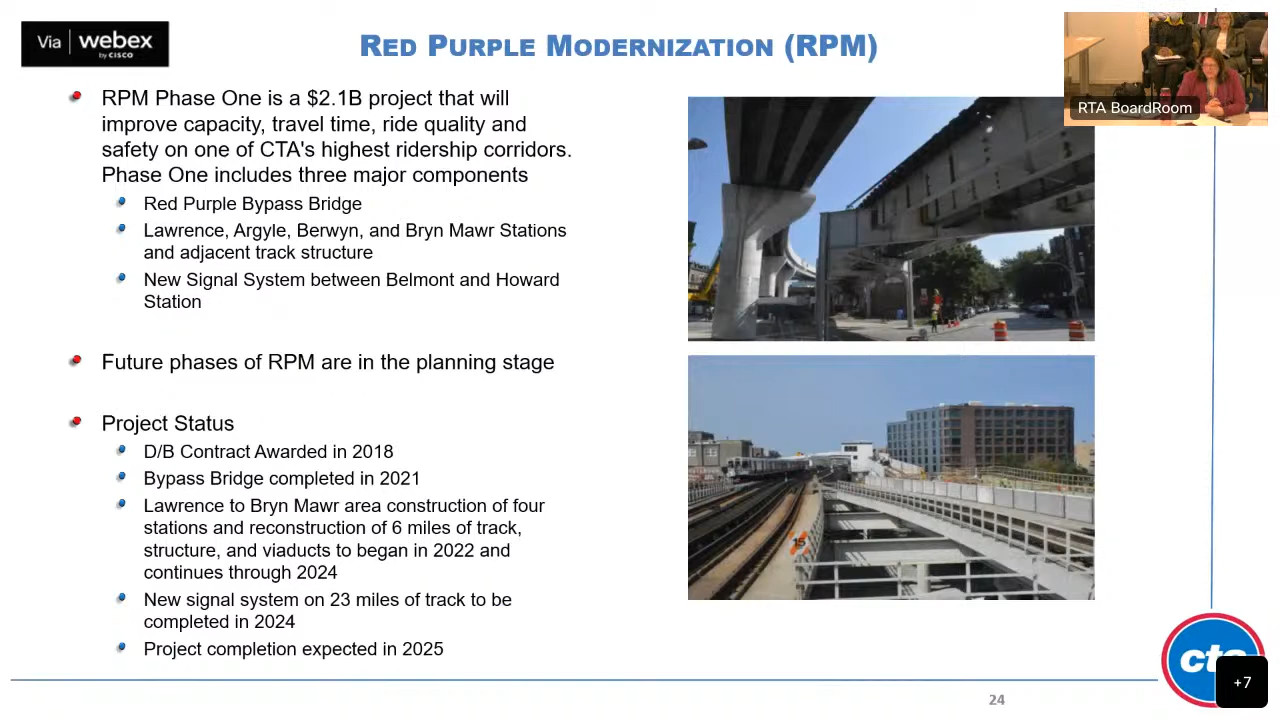 Via | webex
by CISCO
RED PURPLE MODERNIZATION (RPM)
RTA BoardRoom
RPM Phase One is a $2.1B project that will
improve capacity, travel time, ride quality and
safety on one of CTA's highest ridership corridors.
Phase One includes three major components
Red Purple Bypass Bridge
Lawrence, Argyle, Berwyn, and Bryn Mawr Stations
and adjacent track structure
New Signal System between Belmont and Howard
Station
Future phases of RPM are in the planning stage
Project Status
D/B Contract Awarded in 2018
Bypass Bridge completed in 2021
Lawrence to Bryn Mawr area construction of four
stations and reconstruction of 6 miles of track,
structure, and viaducts to began in 2022 and
continues through 2024
New signal system on 23 miles of track to be
completed in 2024
Project completion expected in 2025
15
cta
+7
24